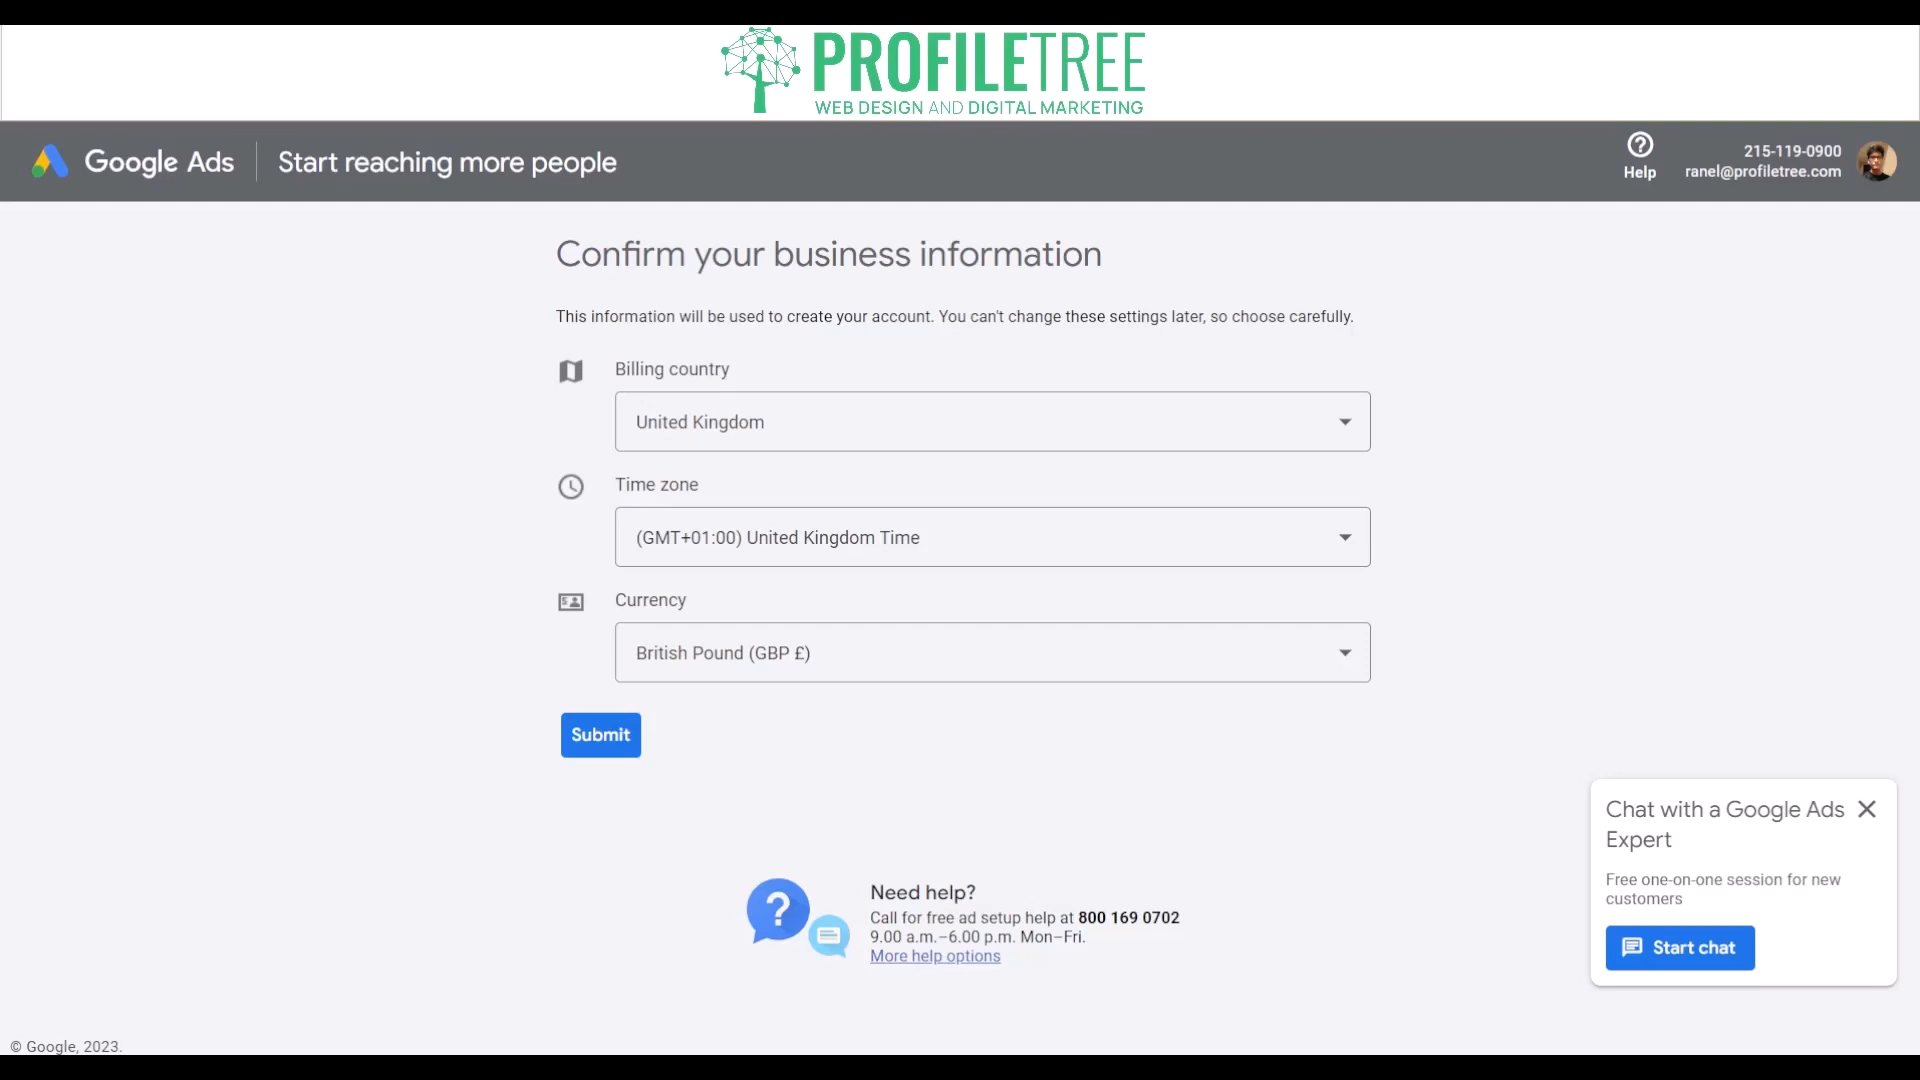 PROFILETREE
WEB DESIGN AND DIGITAL MARKETING
Google Ads
Start reaching more people
Help
215-119-0900
ranel@profiletree.com
Confirm your business information
This information will be used to create your account. You can't change these settings later, so choose carefully.
Billing country
United Kingdom
Time zone
(GMT+01:00) United Kingdom Time
Currency
British Pound (GBP £)
Submit
Need help?
Call for free ad setup help at 800 169 0702
9.00 a.m.–6.00 p.m. Mon–Fri.
More help options
Chat with a Google Ads
Expert
Free one-on-one session for new
customers
Start chat
© Google, 2023.